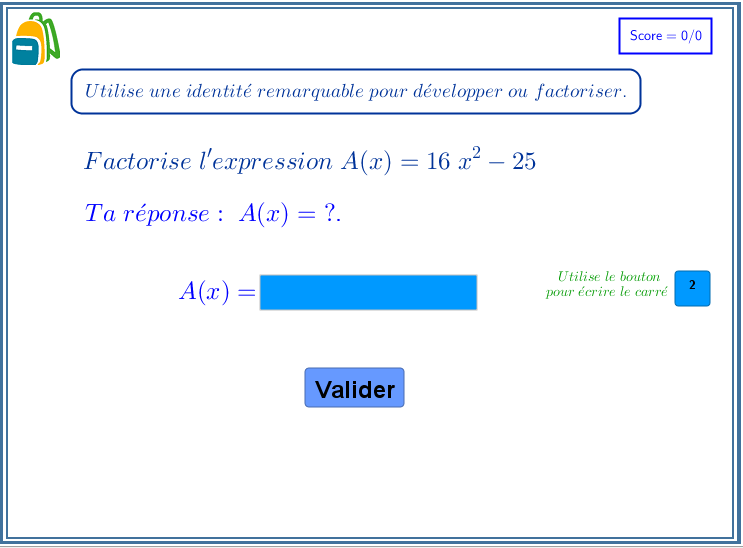 Score = 0/0
Utilise une identité remarquable pour développer ou factoriser.
Factorise l'expression A(x) = 16 x² − 25
Ta réponse : A(x) = ?.
A(x) =
Utilise le bouton
pour écrire le carré
2
Valider